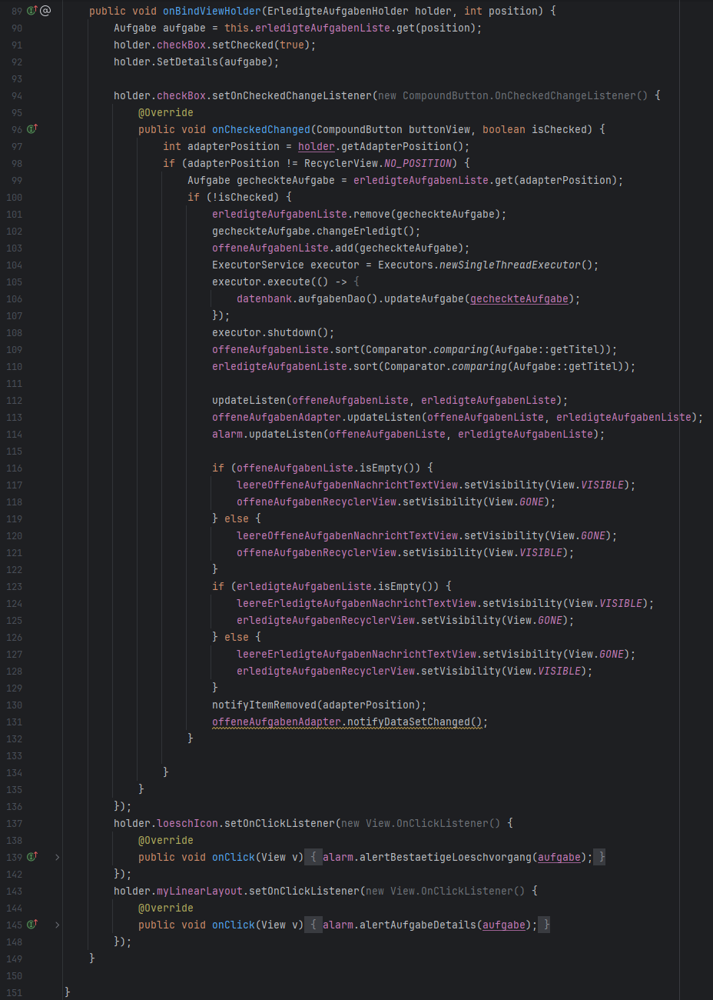 89 public void onBindViewHolder(ErledigteAufgabenHolder holder, int position) {
90 Aufgabe aufgabe = this.erledigteAufgabenListe.get(position);
91 holder.checkBox.setChecked(true);
92 holder.SetDetails(aufgabe);
93
94 holder.checkBox.setOnCheckedChangeListener(new CompoundButton.OnCheckedChangeListener() {
95 @Override
96 public void onCheckedChanged(CompoundButton buttonView, boolean isChecked) {
97 int adapterPosition = holder.getAdapterPosition();
98 if (adapterPosition != RecyclerView.NO_POSITION) {
99 Aufgabe gecheckteAufgabe = erledigteAufgabenListe.get(adapterPosition);
100 if (!isChecked) {
101 erledigteAufgabenListe.remove(gecheckteAufgabe);
102 gecheckteAufgabe.changeErledigt();
103 offeneAufgabenListe.add(gecheckteAufgabe);
104 ExecutorService executor = Executors.newSingleThreadExecutor();
105 executor.execute(() -> {
106 datenbank.aufgabenDao().updateAufgabe(gecheckteAufgabe);
107 });
108 executor.shutdown();
109 offeneAufgabenListe.sort(Comparator.comparing(Aufgabe::getTitel));
110 erledigteAufgabenListe.sort(Comparator.comparing(Aufgabe::getTitel));
111
112 updateListen(offeneAufgabenListe, erledigteAufgabenListe);
113 offeneAufgabenAdapter.updateListen(offeneAufgabenListe, erledigteAufgabenListe);
114 alarm.updateListen(offeneAufgabenListe, erledigteAufgabenListe);
115
116 if (offeneAufgabenListe.isEmpty()) {
117 leereOffeneAufgabenNachrichtTextView.setVisibility(View.VISIBLE);
118 offeneAufgabenRecyclerView.setVisibility(View.GONE);
119 } else {
120 leereOffeneAufgabenNachrichtTextView.setVisibility(View.GONE);
121 offeneAufgabenRecyclerView.setVisibility(View.VISIBLE);
122 }
123 if (erledigteAufgabenListe.isEmpty()) {
124 leereErledigteAufgabenNachrichtTextView.setVisibility(View.VISIBLE);
125 erledigteAufgabenRecyclerView.setVisibility(View.GONE);
126 } else {
127 leereErledigteAufgabenNachrichtTextView.setVisibility(View.GONE);
128 erledigteAufgabenRecyclerView.setVisibility(View.VISIBLE);
129 }
130 notifyItemRemoved(adapterPosition);
131 offeneAufgabenAdapter.notifyDataSetChanged();
132 }
133
134 }
135 }
136 });
137 holder.loeschIcon.setOnClickListener(new View.OnClickListener() {
138 @Override
139 public void onClick(View v) { alarm.alertBestaetigeLoeschvorgang(aufgabe); }
142 });
143 holder.myLinearLayout.setOnClickListener(new View.OnClickListener() {
144 @Override
145 public void onClick(View v) { alarm.alertAufgabeDetails(aufgabe); }
148 });
149 }
150
151 }